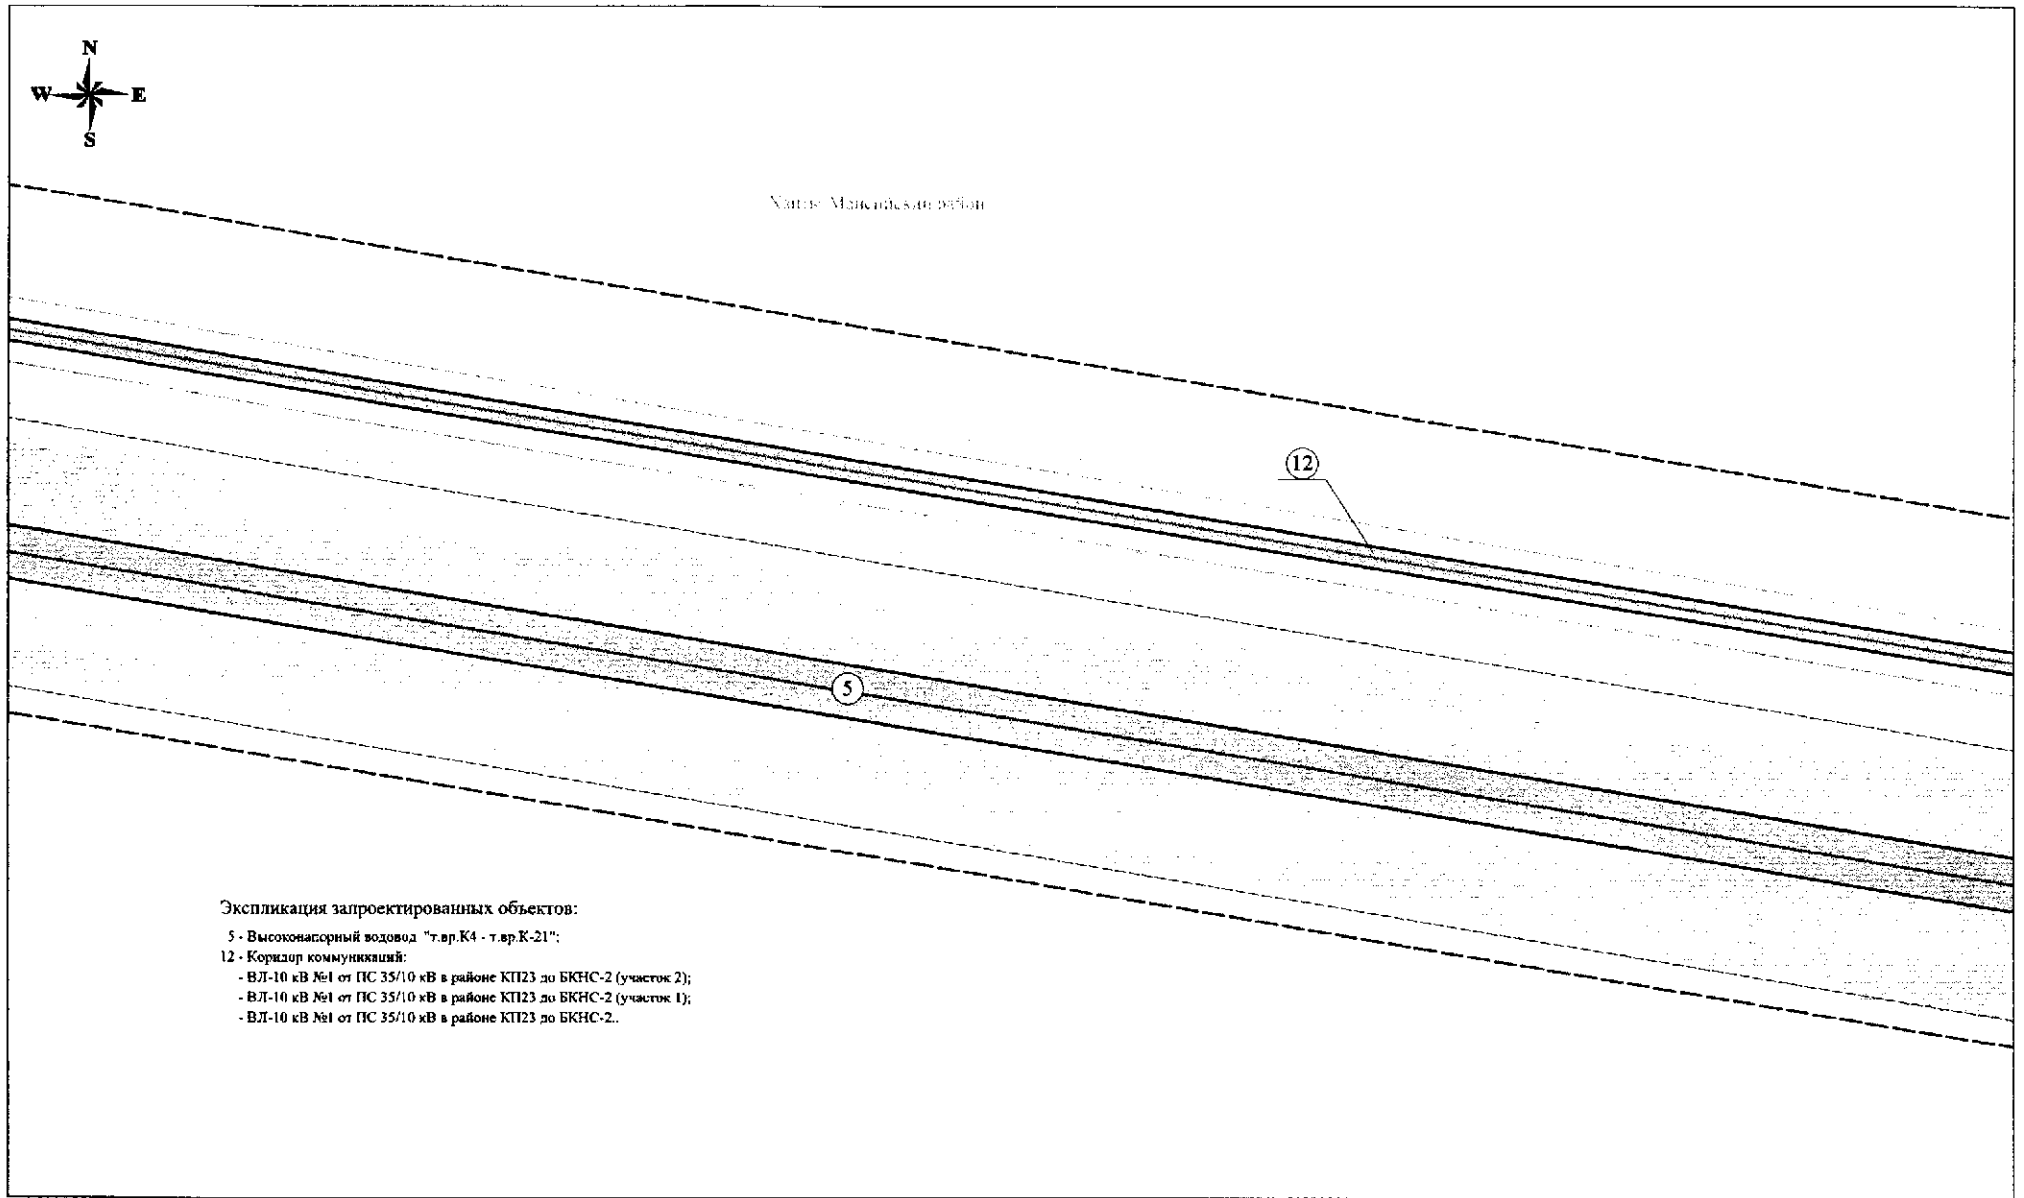 N
W E
S
Ханты-Мансийский район
12
5
Экспликация запроектированных объектов:
5 - Высоконапорный водовод "т.вр.К4 - т.вр.К-21";
12 - Коридор коммуникаций:
- ВЛ-10 кВ №1 от ПС 35/10 кВ в районе КП23 до БКНС-2 (участок 2);
- ВЛ-10 кВ №1 от ПС 35/10 кВ в районе КП23 до БКНС-2 (участок 1);
- ВЛ-10 кВ №1 от ПС 35/10 кВ в районе КП23 до БКНС-2..